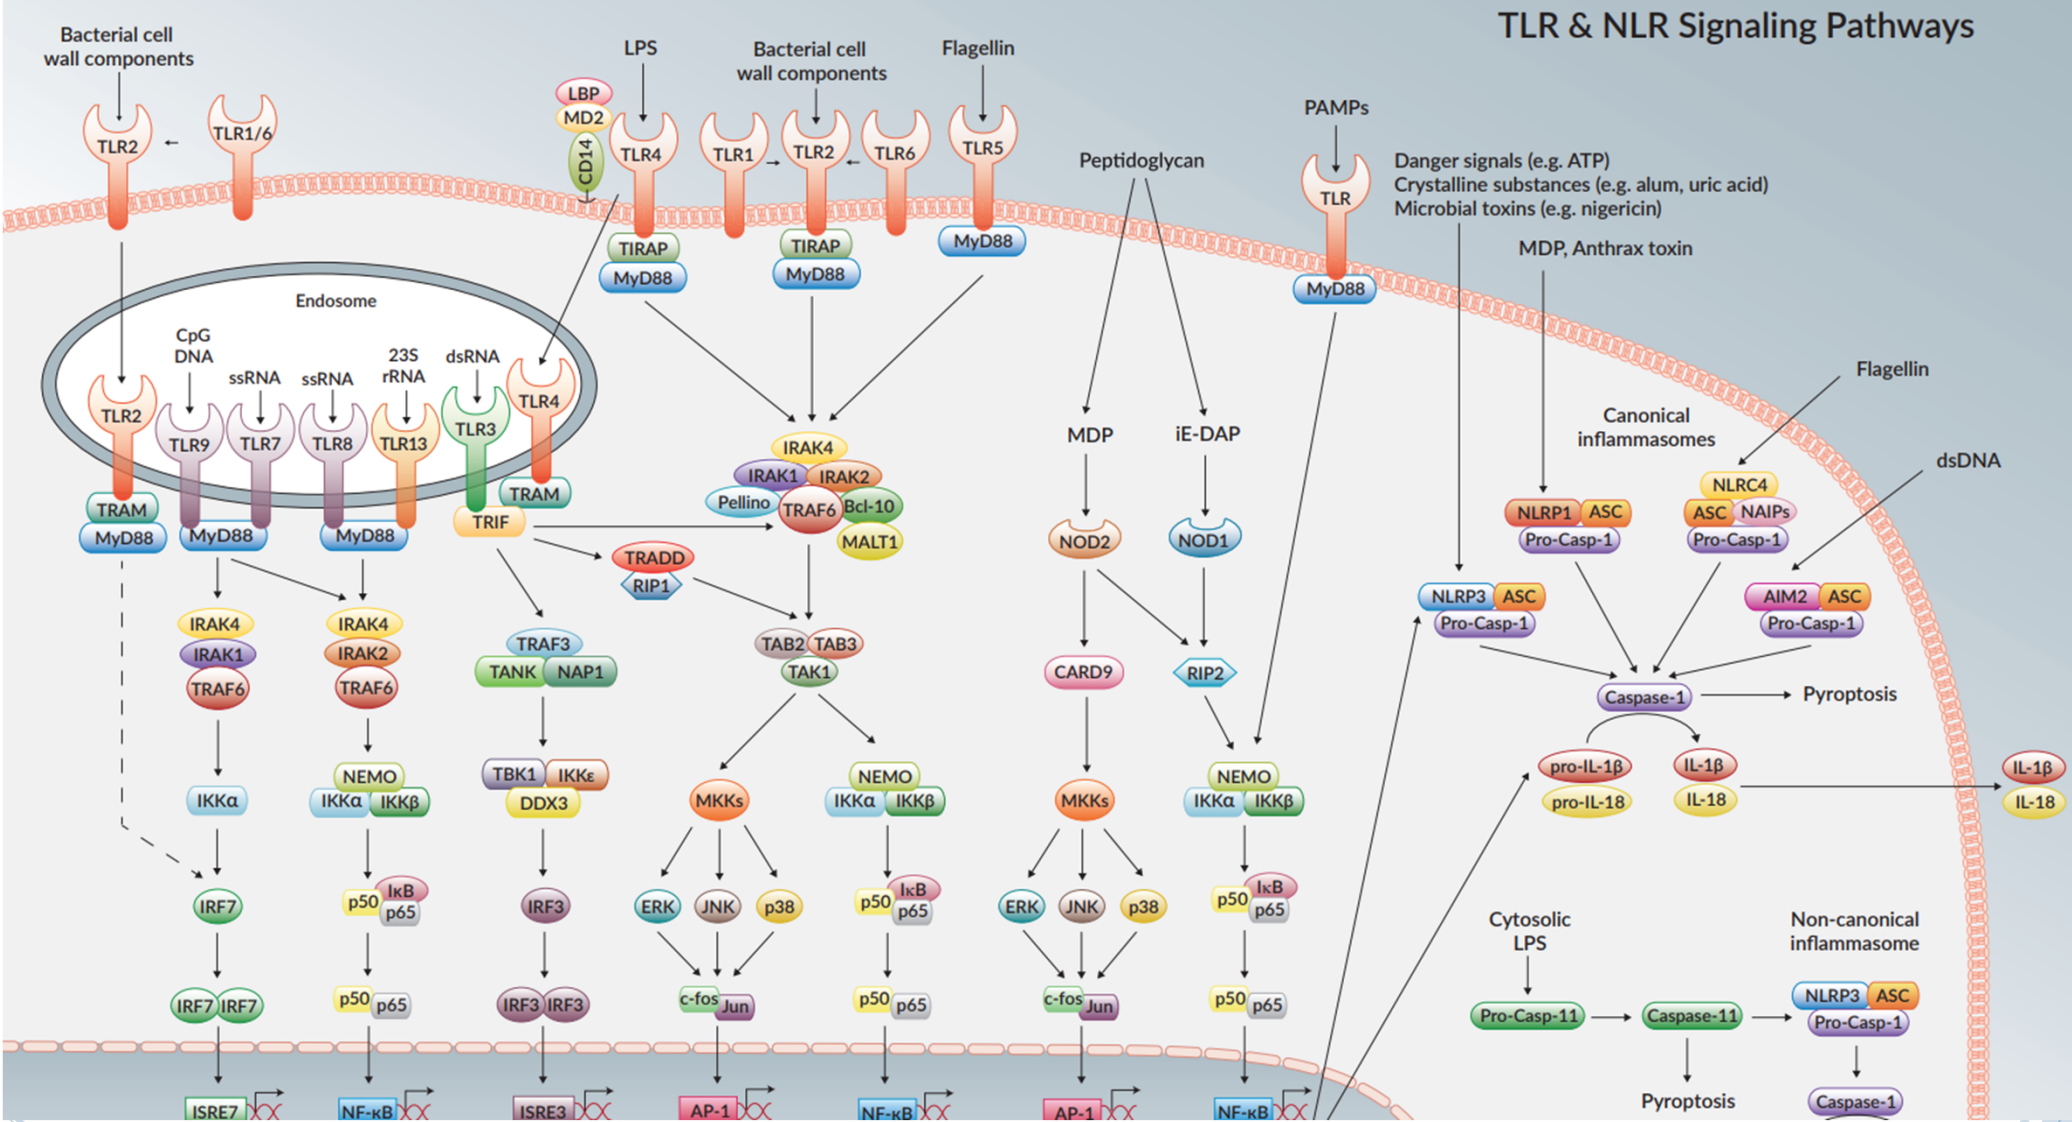 TLR & NLR Signaling Pathways
Bacterial cell
wall components
TLR2
TLR1/6
LBP
MD2
CD14
LPS
TLR4
TIRAP
MyD88
Bacterial cell
wall components
TLR1
TLR2
TLR6
TIRAP
MyD88
Flagellin
TLR5
MyD88
Peptidoglycan
PAMPs
TLR
MyD88
Danger signals (e.g. ATP)
Crystalline substances (e.g. alum, uric acid)
Microbial toxins (e.g. nigericin)
MDP, Anthrax toxin
Endosome
TLR2
CpG
DNA
TLR9
ssRNA
TLR7
ssRNA
TLR8
23S
rRNA
TLR13
dsRNA
TLR3
TLR4
TRAM
MyD88
MyD88
MyD88
TRIF
TRAM
IRAK4
IRAK1
IRAK2
Pellino
TRAF6
Bcl-10
MALT1
TRADD
RIP1
MDP
iE-DAP
NOD2
NOD1
Canonical
inflammasomes
Flagellin
dsDNA
NLRP1
ASC
Pro-Casp-1
NLRC4
ASC
NAIPs
Pro-Casp-1
NLRP3
ASC
Pro-Casp-1
AIM2
ASC
Pro-Casp-1
IRAK4
IRAK1
TRAF6
IRAK4
IRAK2
TRAF6
TRAF3
TANK
NAP1
TAB2
TAB3
TAK1
CARD9
RIP2
Caspase-1
Pyroptosis
IKKα
NEMO
IKKα
IKKβ
TBK1
IKKε
DDX3
MKKs
NEMO
IKKα
IKKβ
MKKs
NEMO
IKKα
IKKβ
pro-IL-1β
pro-IL-18
IL-1β
IL-18
IL-1β
IL-18
IRF7
p50
IκB
p65
IRF3
ERK
JNK
p38
p50
IκB
p65
ERK
JNK
p38
p50
IκB
p65
Cytosolic
LPS
Non-canonical
inflammasome
IRF7
IRF7
p50
p65
IRF3
IRF3
c-fos
Jun
p50
p65
c-fos
Jun
p50
p65
Pro-Casp-11
Caspase-11
NLRP3
ASC
Pro-Casp-1
Pyroptosis
Caspase-1
ISRE7
NF-κB
ISRE3
AP-1
NF-κB
AP-1
NF-κB